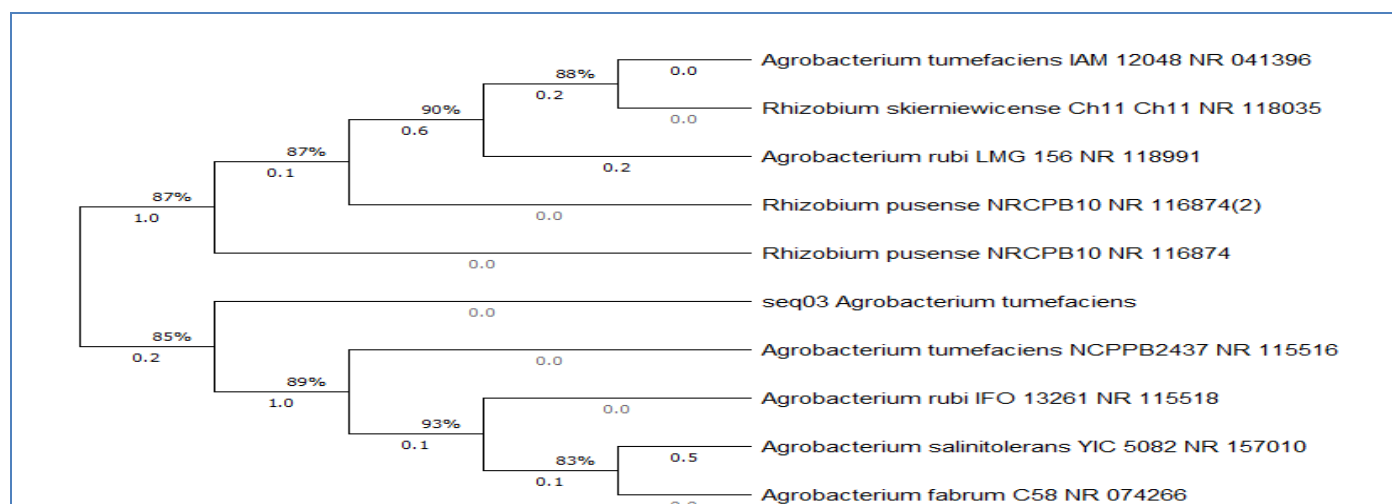 88%
0.0
Agrobacterium tumefaciens IAM 12048 NR 041396
90%
0.2
0.6
0.0
Rhizobium skierniewicense Ch11 Ch11 NR 118035
87%
0.1
0.2
Agrobacterium rubi LMG 156 NR 118991
87%
1.0
0.0
Rhizobium pusense NRCPB10 NR 116874(2)
0.0
Rhizobium pusense NRCPB10 NR 116874
0.0
seq03 Agrobacterium tumefaciens
85%
0.2
0.0
Agrobacterium tumefaciens NCPPB2437 NR 115516
89%
1.0
0.0
Agrobacterium rubi IFO 13261 NR 115518
93%
0.1
83%
0.5
Agrobacterium salinitolerans YIC 5082 NR 157010
0.1
Agrobacterium fabrum C58 NR 074266